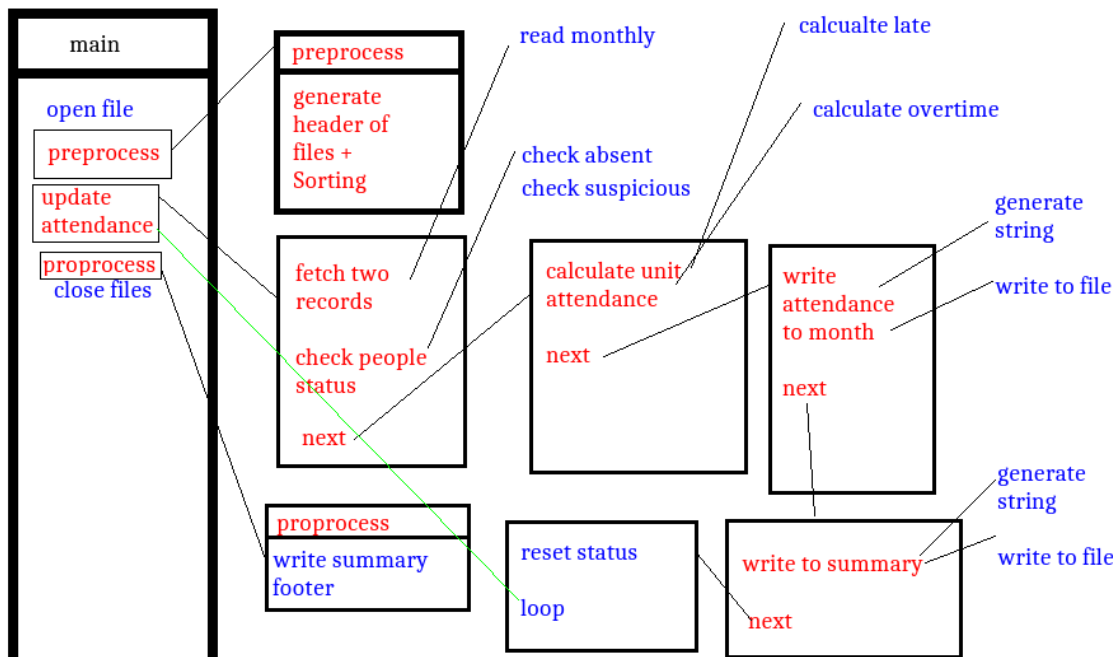 main
open file
preprocess
update
attendance
proprocess
close files
preprocess
generate
header of
files +
Sorting
read monthly
check absent
check suspicious
fetch two
records
check people
status
next
calcualte late
calculate overtime
calculate unit
attendance
next
generate
string
write to file
write
attendance
to month
next
generate
string
write to file
write to summary
next
reset status
loop
proprocess
write summary
footer